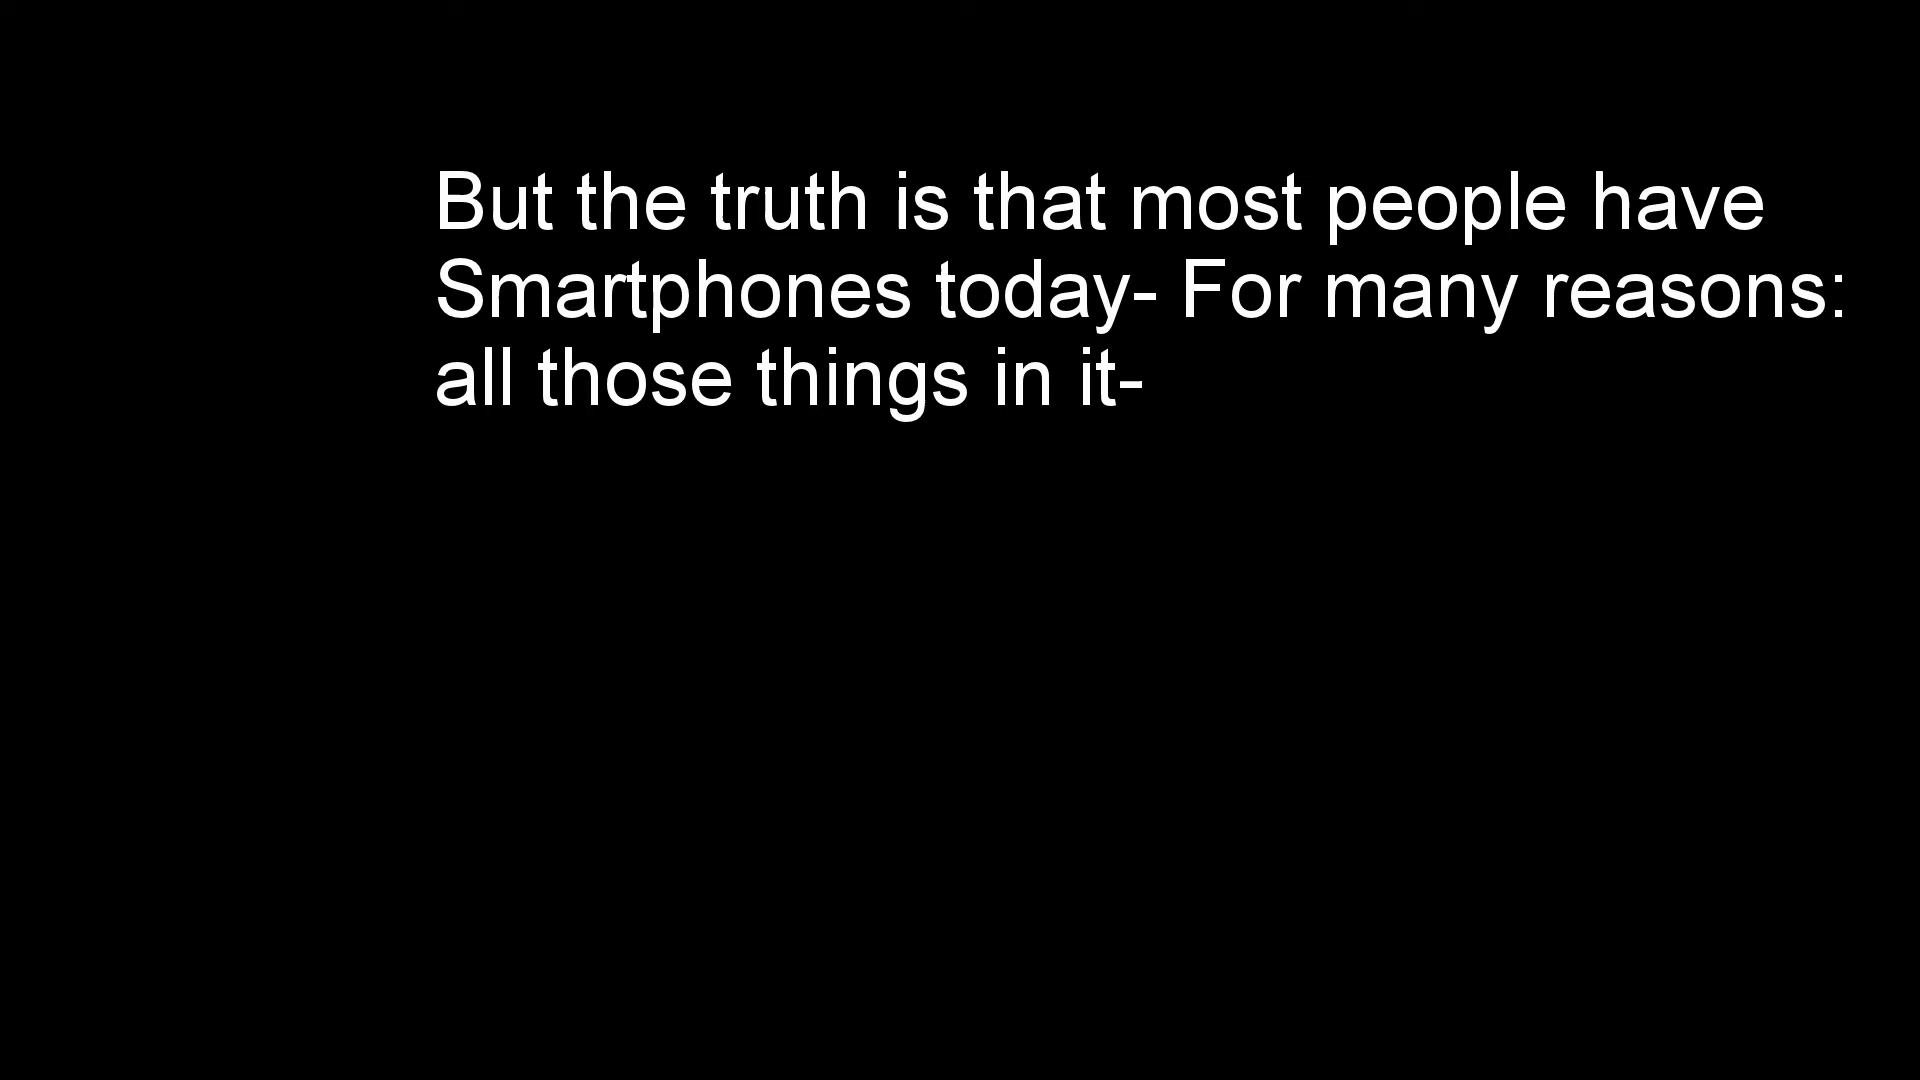 But the truth is that most people have
Smartphones today- For many reasons:
all those things in it-